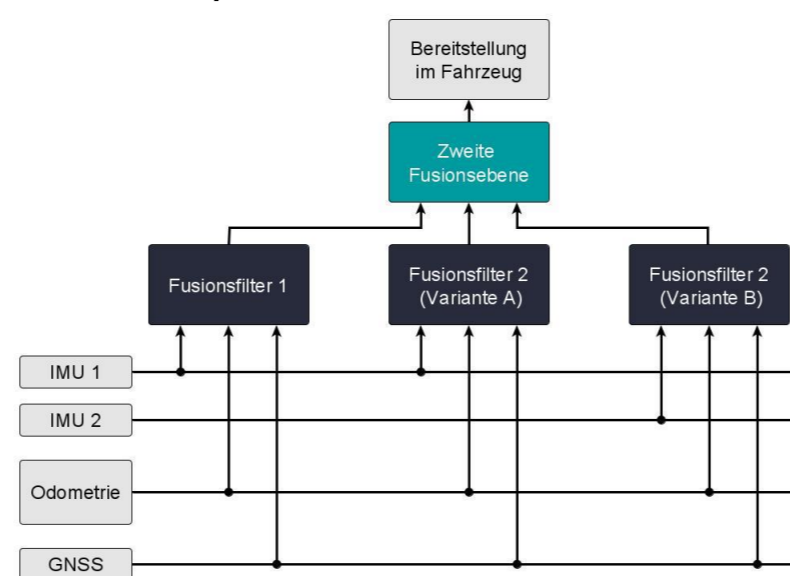 Bereitstellung
im Fahrzeug
Zweite
Fusionsebene
Fusionsfilter 1
Fusionsfilter 2
(Variante A)
Fusionsfilter 2
(Variante B)
IMU 1
IMU 2
Odometrie
GNSS